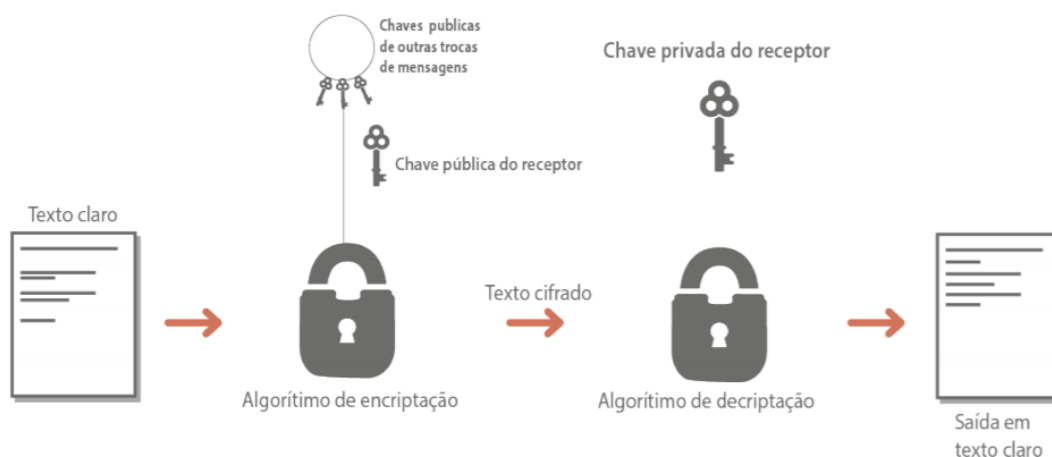 Chaves publicas
de outras trocas
de mensagens
Chave privada do receptor
Chave pública do receptor
Texto claro
Texto cifrado
Algorítimo de encriptação
Algorítimo de decriptação
Saída em
texto claro